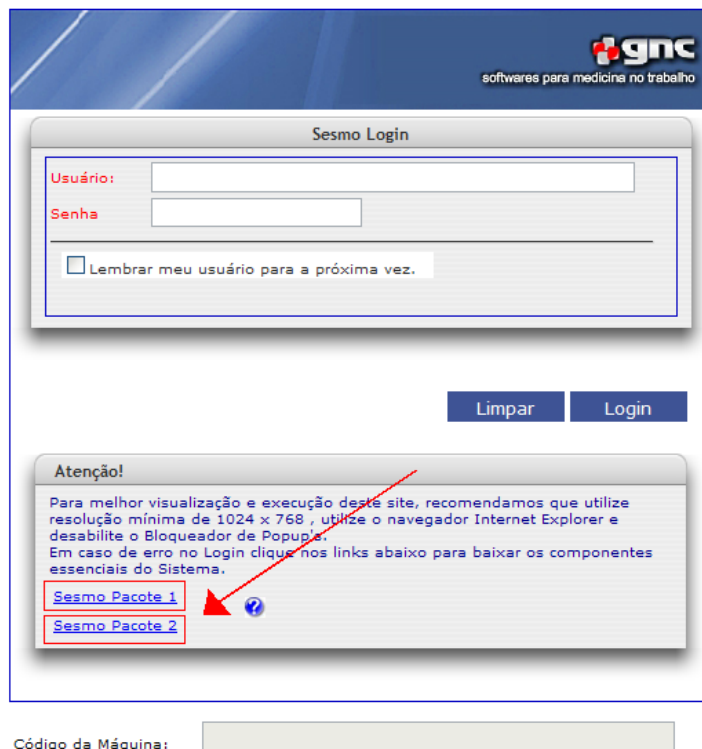 gnc
softwares para medicina no trabalho
Sesmo Login
Usuário:
Senha
Lembrar meu usuário para a próxima vez.
Limpar Login
Atenção!
Para melhor visualização e execução deste site, recomendamos que utilize
resolução mínima de 1024 x 768 , utilize o navegador Internet Explorer e
desabilite o Bloqueador de Popup's.
Em caso de erro no Login clique nos links abaixo para baixar os componentes
essenciais do Sistema.
Sesmo Pacote 1
?
Sesmo Pacote 2
Código da Máquina: